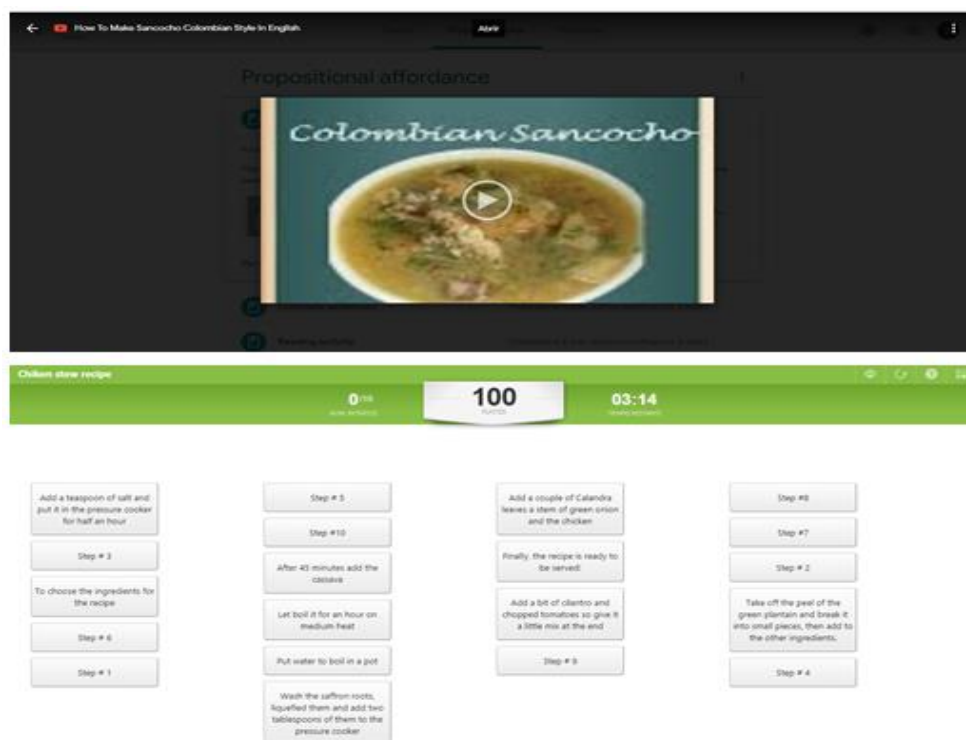 How To Make Sancocho Colombian Style In English
Abrir
Propositional affordance
Colombian Sancocho
Reading activity
Chiken stew recipe
0/10
100
03:14
Add a teaspoon of salt and
put it in the pressure cooker
for half an hour
Step # 3
To choose the ingredients for
the recipe
Step # 6
Step # 1
Step # 5
Step #10
After 45 minutes add the
cassava
Let boil it for an hour on
medium heat
Put water to boil in a pot
Wash the saffron roots,
liquefied them and add two
tablespoons of them to the
pressure cooker
Add a couple of Calandra
leaves a stem of green onion
and the chicken
Finally, the recipe is ready to
be served!
Add a bit of cilantro and
chopped tomatoes so give it
a little mix at the end
Step # 9
Step #8
Step #7
Step # 2
Take off the peel of the
green plantain and break it
into small pieces, then add to
the other ingredients.
Step # 4